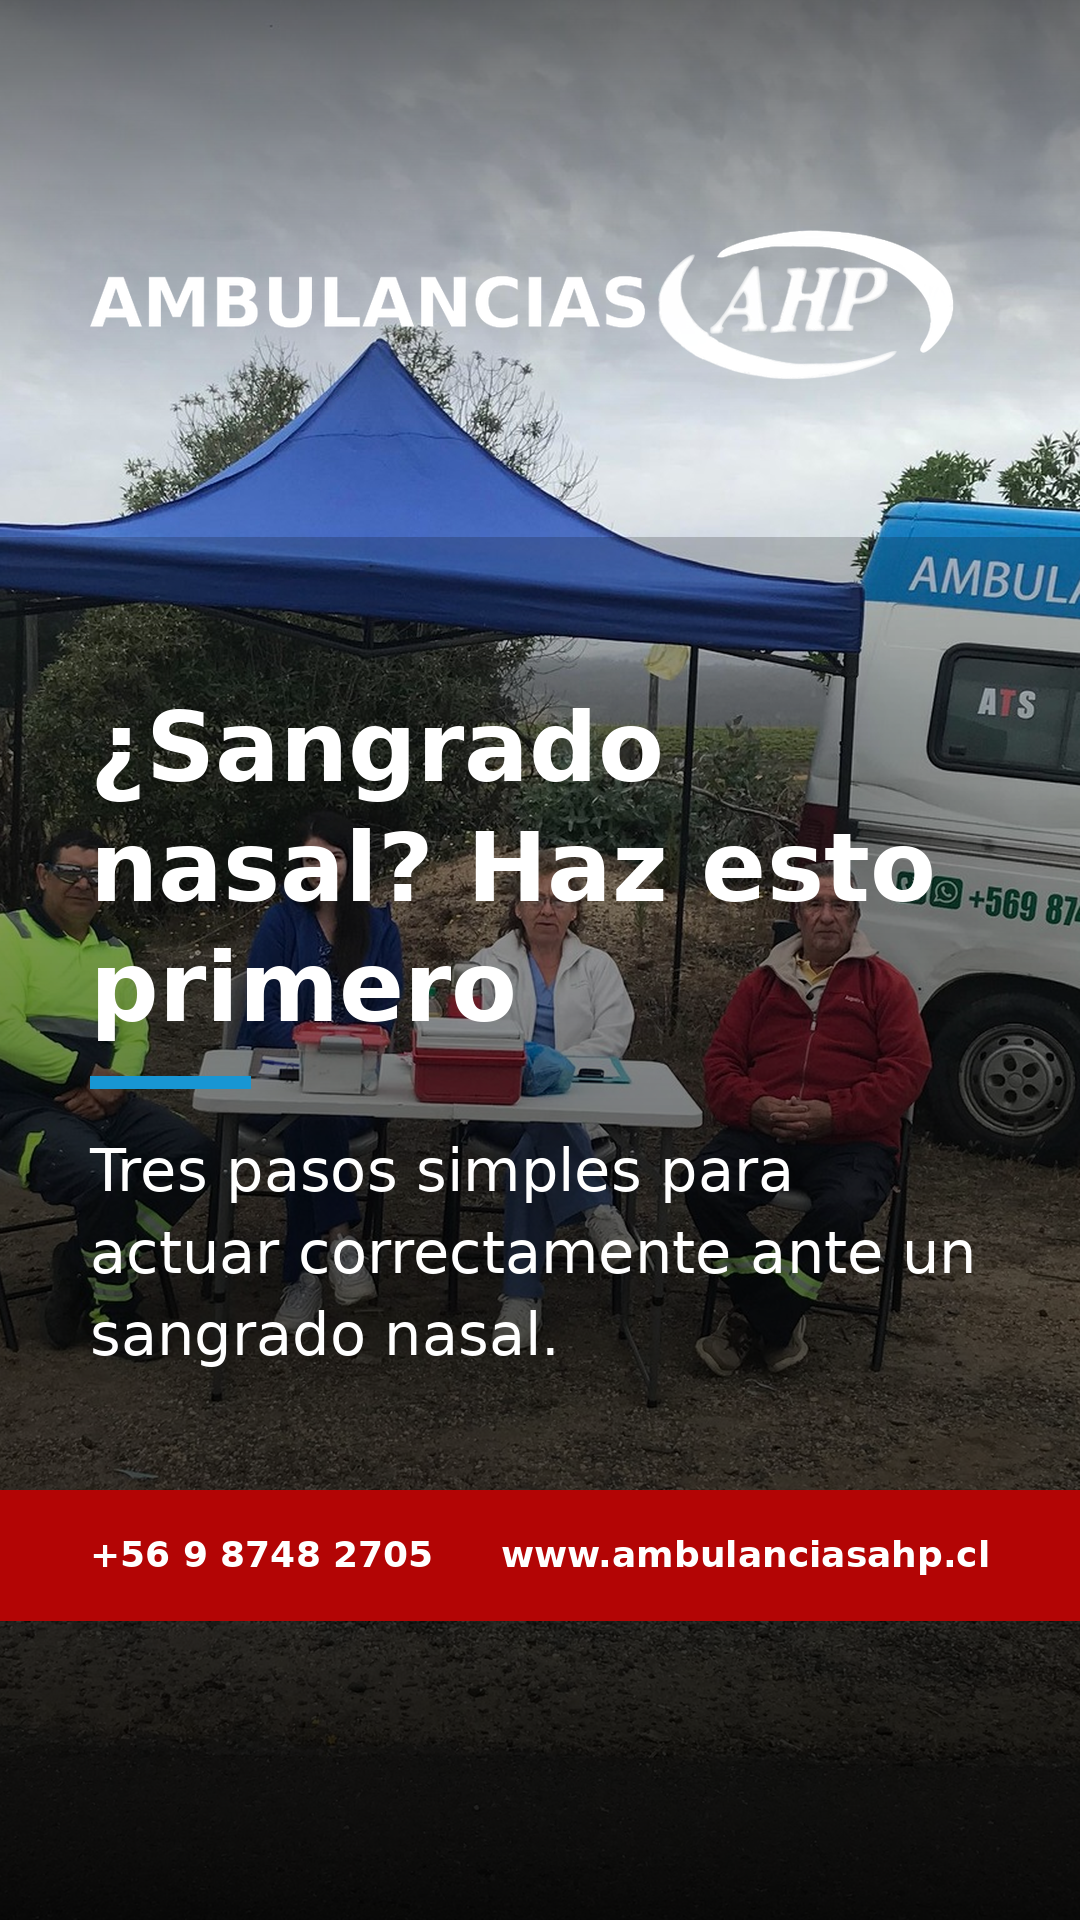 AMBULANCIAS AHP
AMBULA
ATS
¿Sangrado
nasal? Haz esto
+569 874
primero
Tres pasos simples para
actuar correctamente ante un
sangrado nasal.
+56 9 8748 2705 www.ambulanciasahp.cl